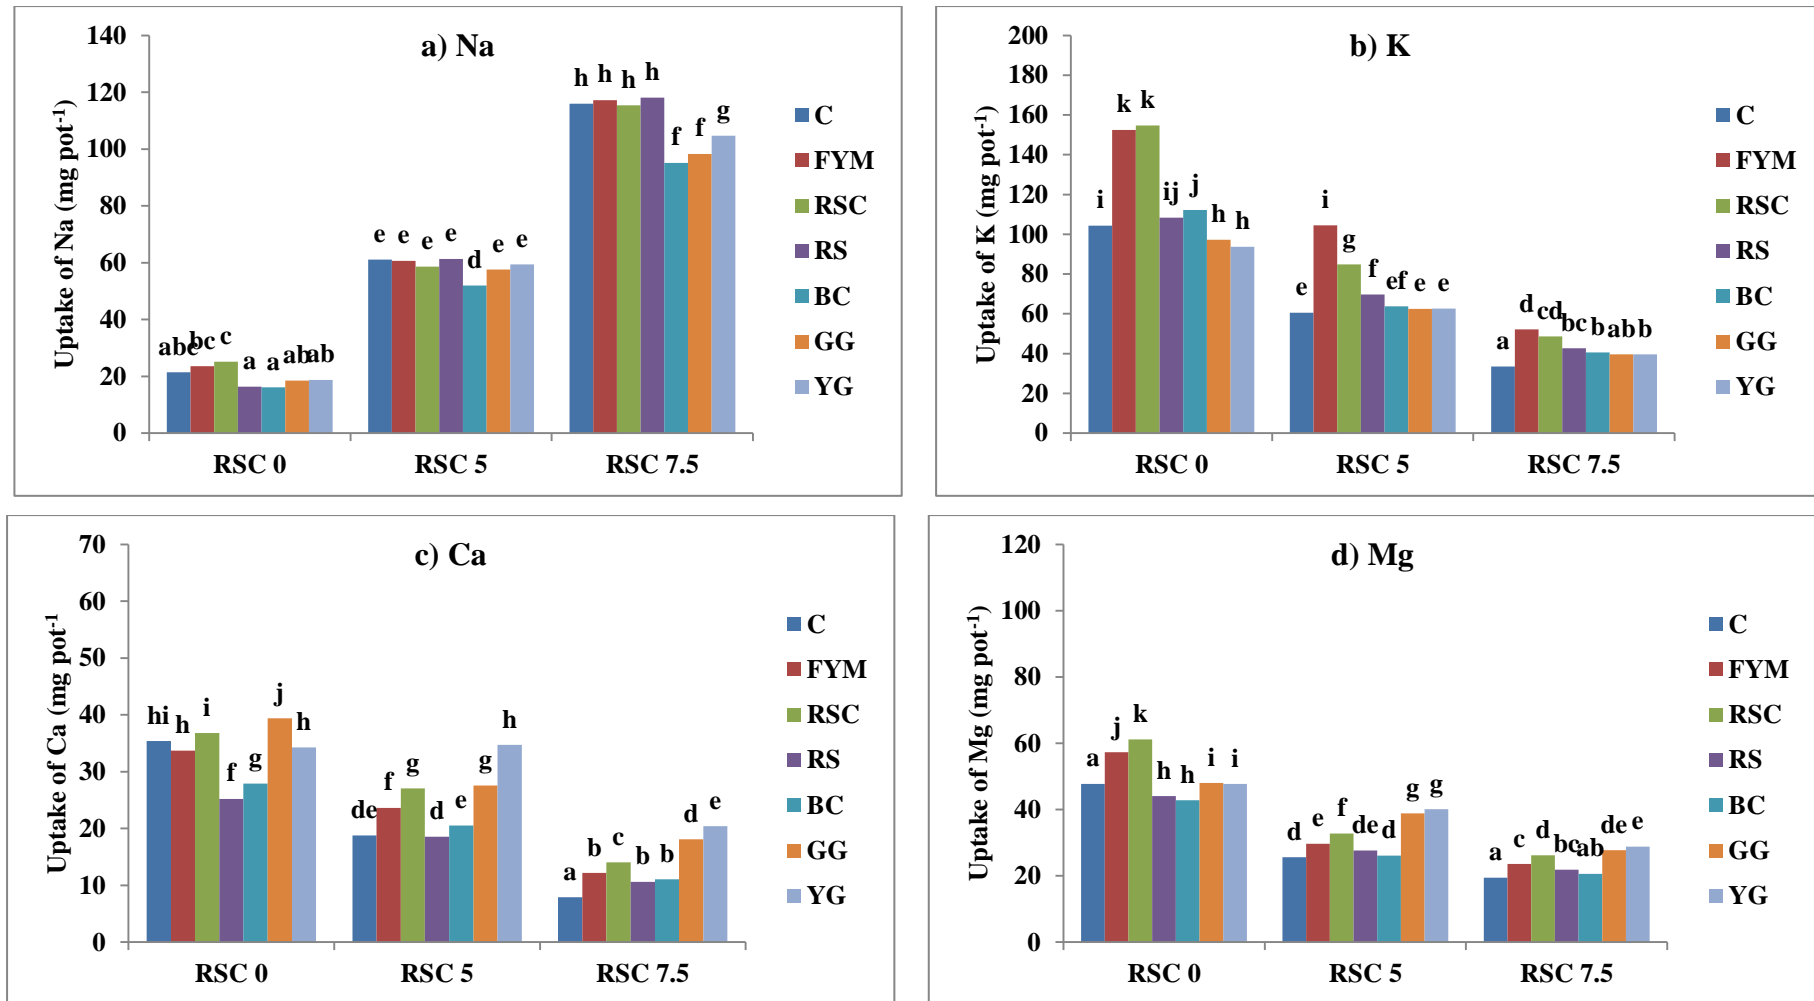 a) Na
Uptake of Na (mg pot-1)
140
120
100
80
60
40
20
0
abc bc c a a ab ab
e e e e d e e
h h h h f f g
RSC 0 RSC 5 RSC 7.5
C
FYM
RSC
RS
BC
GG
YG
b) K
Uptake of K (mg pot-1)
200
180
160
140
120
100
80
60
40
20
0
i k k ij j h h
e i g f ef e e
a d cd bc b ab b
RSC 0 RSC 5 RSC 7.5
C
FYM
RSC
RS
BC
GG
YG
c) Ca
Uptake of Ca (mg pot-1)
70
60
50
40
30
20
10
0
hi h i f g j h
de f g d e g h
a b c b b d e
RSC 0 RSC 5 RSC 7.5
C
FYM
RSC
RS
BC
GG
YG
d) Mg
Uptake of Mg (mg pot-1)
120
100
80
60
40
20
0
a j k h h i i
d e f de d g g
a c d bc ab de e
RSC 0 RSC 5 RSC 7.5
C
FYM
RSC
RS
BC
GG
YG